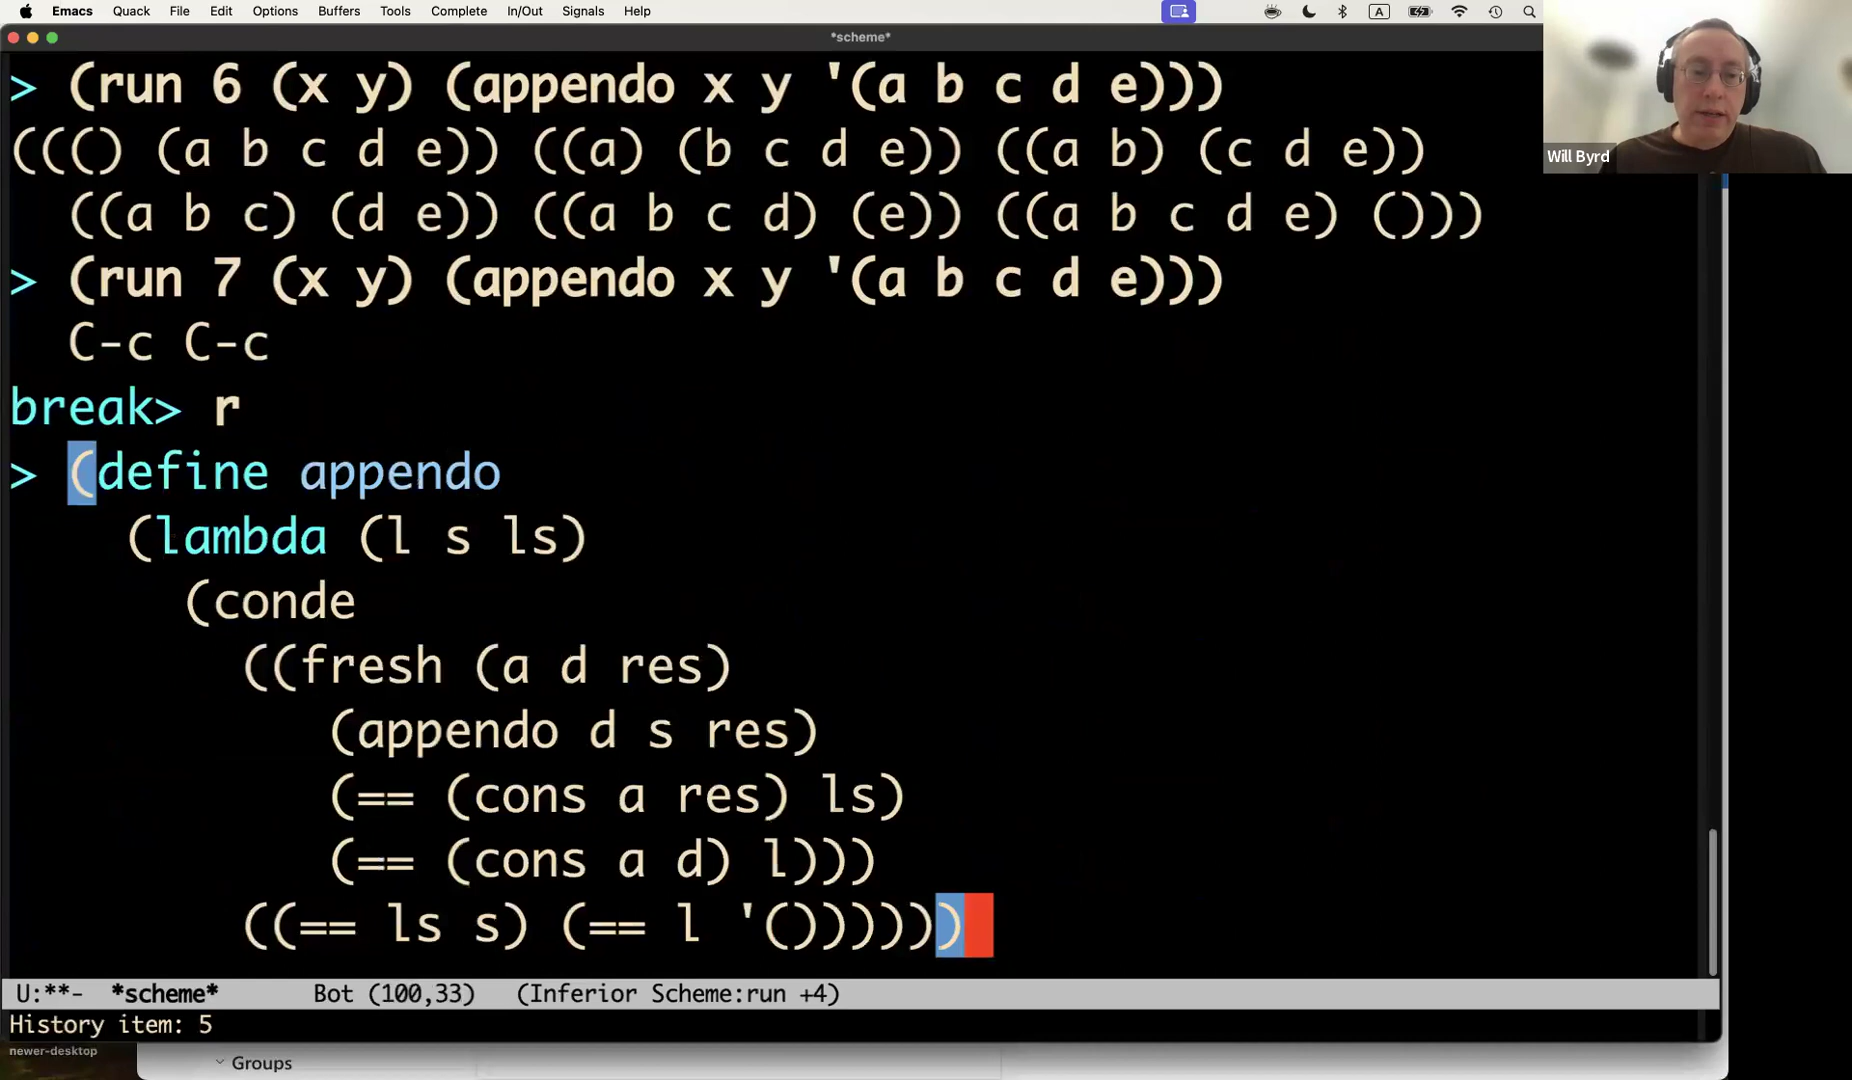 Emacs Quack File Edit Options Buffers Tools Complete In/Out Signals Help
A
*scheme*
> (run 6 (x y) (appendo x y '(a b c d e)))
((() (a b c d e)) ((a) (b c d e)) ((a b) (c d e))
((a b c) (d e)) ((a b c d) (e)) ((a b c d e) ()))
> (run 7 (x y) (appendo x y '(a b c d e)))
C-c C-c
break> r
> (define appendo
(lambda (l s ls)
(conde
((fresh (a d res)
(appendo d s res)
(== (cons a res) ls)
(== (cons a d) l)))
((== ls s) (== l '())))))
Will Byrd
U:**- *scheme* Bot (100,33) (Inferior Scheme:run +4)
History item: 5
newer-desktop
Groups